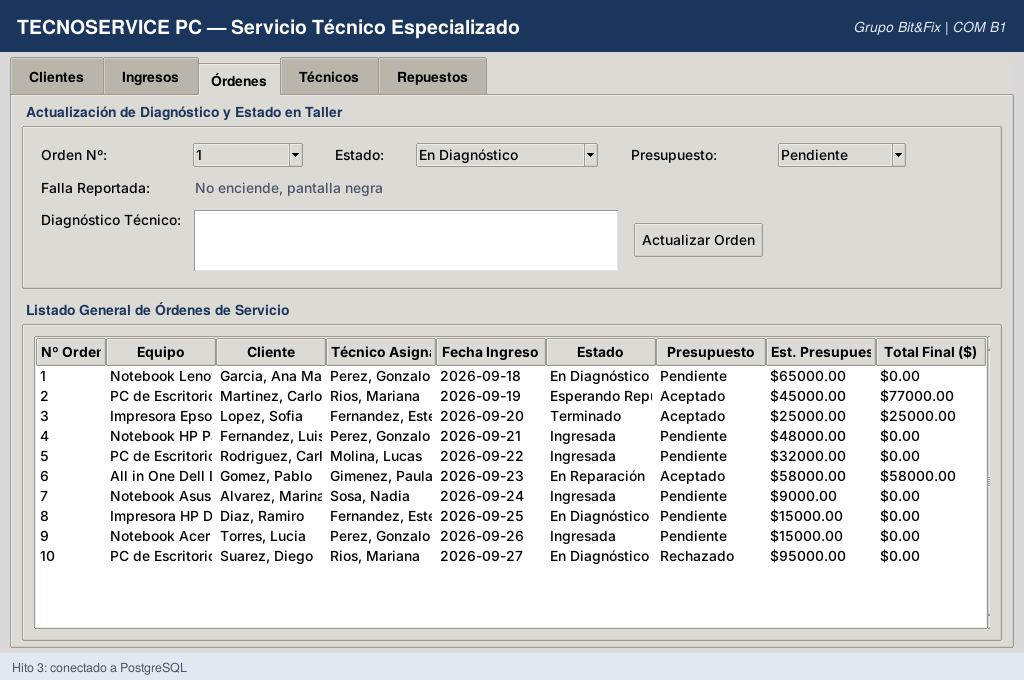 TECNOSERVICE PC — Servicio Técnico Especializado
Grupo Bit&Fix | COM B1
Clientes Ingresos Órdenes Técnicos Repuestos
Actualización de Diagnóstico y Estado en Taller
Orden Nº: 1 Estado: En Diagnóstico Presupuesto: Pendiente
Falla Reportada: No enciende, pantalla negra
Diagnóstico Técnico:
Actualizar Orden
Listado General de Órdenes de Servicio
Nº Order Equipo Cliente Técnico Asigna Fecha Ingreso Estado Presupuesto Est. Presupues Total Final ($)
1 Notebook Leno Garcia, Ana Ma Perez, Gonzalo 2026-09-18 En Diagnóstico Pendiente $65000.00 $0.00
2 PC de Escritorio Martinez, Carlo Rios, Mariana 2026-09-19 Esperando Repu Aceptado $45000.00 $77000.00
3 Impresora Epso Lopez, Sofia Fernandez, Este 2026-09-20 Terminado Aceptado $25000.00 $25000.00
4 Notebook HP P Fernandez, Luis Perez, Gonzalo 2026-09-21 Ingresada Pendiente $48000.00 $0.00
5 PC de Escritorio Rodriguez, Carl Molina, Lucas 2026-09-22 Ingresada Pendiente $32000.00 $0.00
6 All in One Dell I Gomez, Pablo Gimenez, Paula 2026-09-23 En Reparación Aceptado $58000.00 $58000.00
7 Notebook Asus Alvarez, Marina Sosa, Nadia 2026-09-24 Ingresada Pendiente $9000.00 $0.00
8 Impresora HP D Diaz, Ramiro Fernandez, Este 2026-09-25 En Diagnóstico Pendiente $15000.00 $0.00
9 Notebook Acer Torres, Lucia Perez, Gonzalo 2026-09-26 Ingresada Pendiente $15000.00 $0.00
10 PC de Escritorio Suarez, Diego Rios, Mariana 2026-09-27 En Diagnóstico Rechazado $95000.00 $0.00
Hito 3: conectado a PostgreSQL